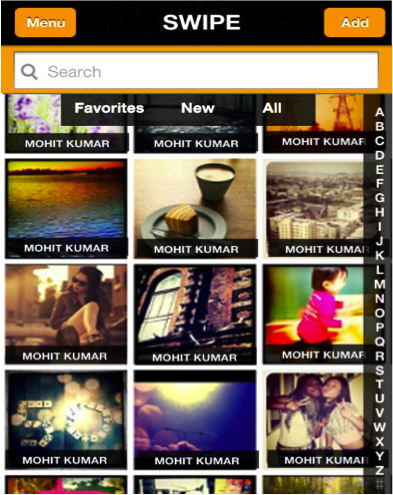 Menu SWIPE Add
Search
Favorites New All
MOHIT KUMAR MOHIT KUMAR MOHIT KUMAR
MOHIT KUMAR MOHIT KUMAR MOHIT KUMAR
MOHIT KUMAR MOHIT KUMAR MOHIT KUMAR
MOHIT KUMAR MOHIT KUMAR MOHIT KUMAR
A
B
C
D
E
F
G
H
I
J
K
L
M
N
O
P
Q
R
S
T
U
V
W
X
Y
Z
#